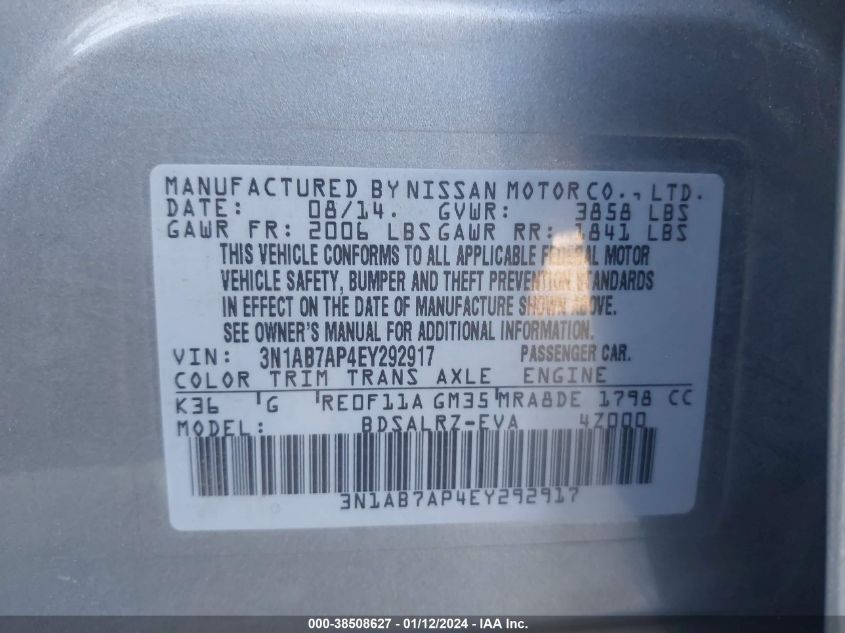 MANUFACTURED BY NISSAN MOTOR CO., LTD.
DATE: 08/14. GVWR: 3858 LBS
GAWR FR: 2006 LBS GAWR RR: 1841 LBS
THIS VEHICLE CONFORMS TO ALL APPLICABLE FEDERAL MOTOR
VEHICLE SAFETY, BUMPER AND THEFT PREVENTION STANDARDS
IN EFFECT ON THE DATE OF MANUFACTURE SHOWN ABOVE.
SEE OWNER'S MANUAL FOR ADDITIONAL INFORMATION.
VIN: 3N1AB7AP4EY292917 PASSENGER CAR.
COLOR TRIM TRANS AXLE ENGINE
K36 G RE0F11A GM35 MRA8DE 1798 CC
MODEL: BDSALRZ-EVA 4Z000
3N1AB7AP4EY292917
000-38508627 - 01/12/2024 - IAA Inc.